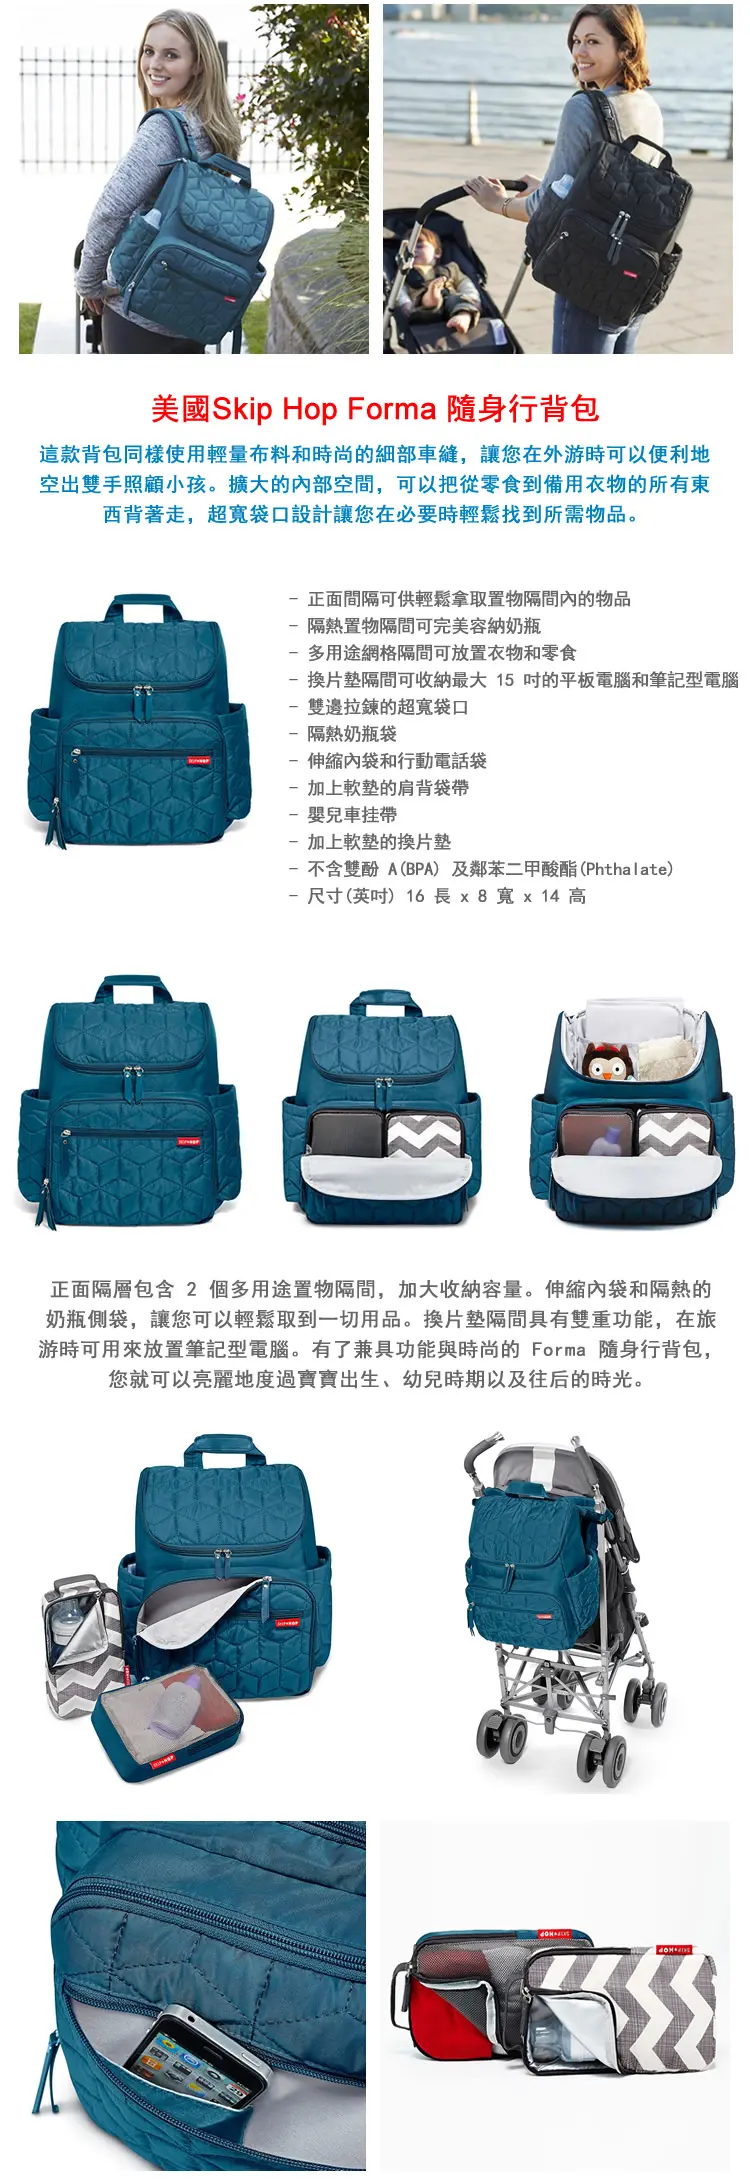 美國Skip Hop Forma 隨身行背包
這款背包同樣使用輕量布料和時尚的細部車縫，讓您在外游時可以便利地
空出雙手照顧小孩。擴大的內部空間，可以把從零食到備用衣物的所有東
西背著走，超寬袋口設計讓您在必要時輕鬆找到所需物品。
- 正面間隔可供輕鬆拿取置物隔間內的物品
- 隔熱置物隔間可完美容納奶瓶
- 多用途網格隔間可放置衣物和零食
- 換片墊隔間可收納最大 15 吋的平板電腦和筆記型電腦
- 雙邊拉鍊的超寬袋口
- 隔熱奶瓶袋
- 伸縮內袋和行動電話袋
- 加上軟墊的肩背袋帶
- 嬰兒車挂帶
- 加上軟墊的換片墊
- 不含雙酚 A(BPA) 及鄰苯二甲酸酯(Phthalate)
- 尺寸(英吋) 16 長 x 8 寬 x 14 高
SKIP*HOP
SKIP*HOP
正面隔層包含 2 個多用途置物隔間，加大收納容量。伸縮內袋和隔熱的
奶瓶側袋，讓您可以輕鬆取到一切用品。換片墊隔間具有雙重功能，在旅
游時可用來放置筆記型電腦。有了兼具功能與時尚的 Forma 隨身行背包，
您就可以亮麗地度過寶寶出生、幼兒時期以及往后的時光。
SKIP*HOP
SKIP*HOP
SKIP*HOP
SKIP*HOP